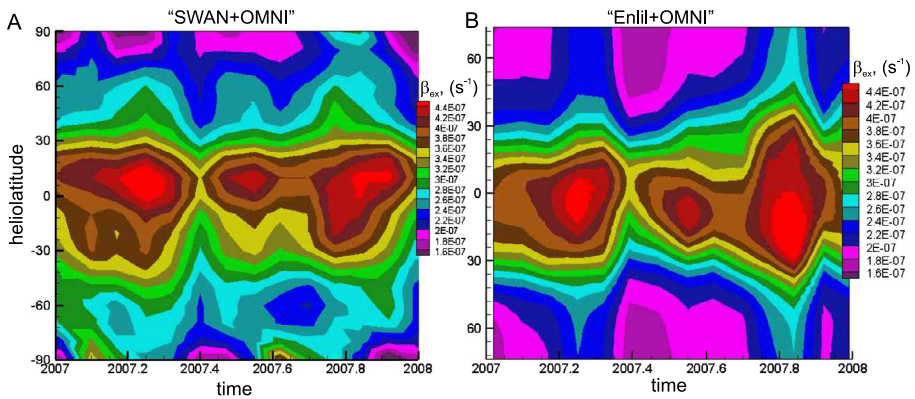 A
"SWAN+OMNI"
90
60
30
0
-30
-60
-90
heliolatitude
2007
2007.2
2007.4
2007.6
2007.8
2008
time
βex, (s⁻¹)
4.4E-07
4.2E-07
4E-07
3.8E-07
3.6E-07
3.4E-07
3.2E-07
3E-07
2.8E-07
2.6E-07
2.4E-07
2.2E-07
2E-07
1.8E-07
1.6E-07
B
"Enlil+OMNI"
60
30
0
30
60
2007
2007.2
2007.4
2007.6
2007.8
2008
time
βex, (s⁻¹)
4.4E-07
4.2E-07
4E-07
3.8E-07
3.6E-07
3.4E-07
3.2E-07
3E-07
2.8E-07
2.6E-07
2.4E-07
2.2E-07
2E-07
1.8E-07
1.6E-07